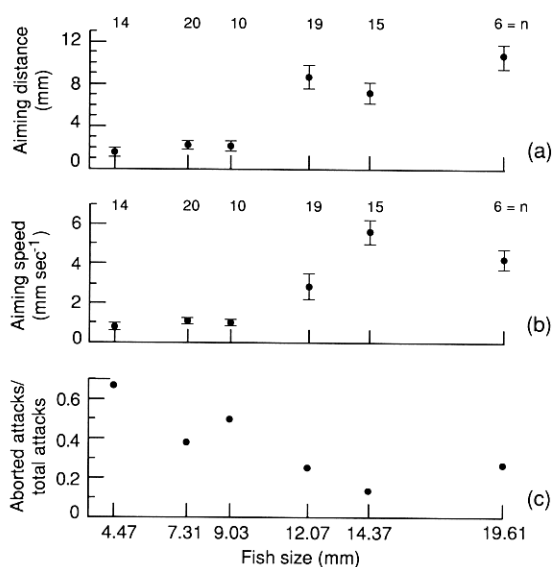 14 20 10 19 15 6 = n
Aiming distance
(mm)
12
8
4
0
(a)
14 20 10 19 15 6 = n
Aiming speed
(mm sec⁻¹)
6
4
2
0
(b)
Aborted attacks/
total attacks
0.6
0.4
0.2
0
(c)
4.47 7.31 9.03 12.07 14.37 19.61
Fish size (mm)